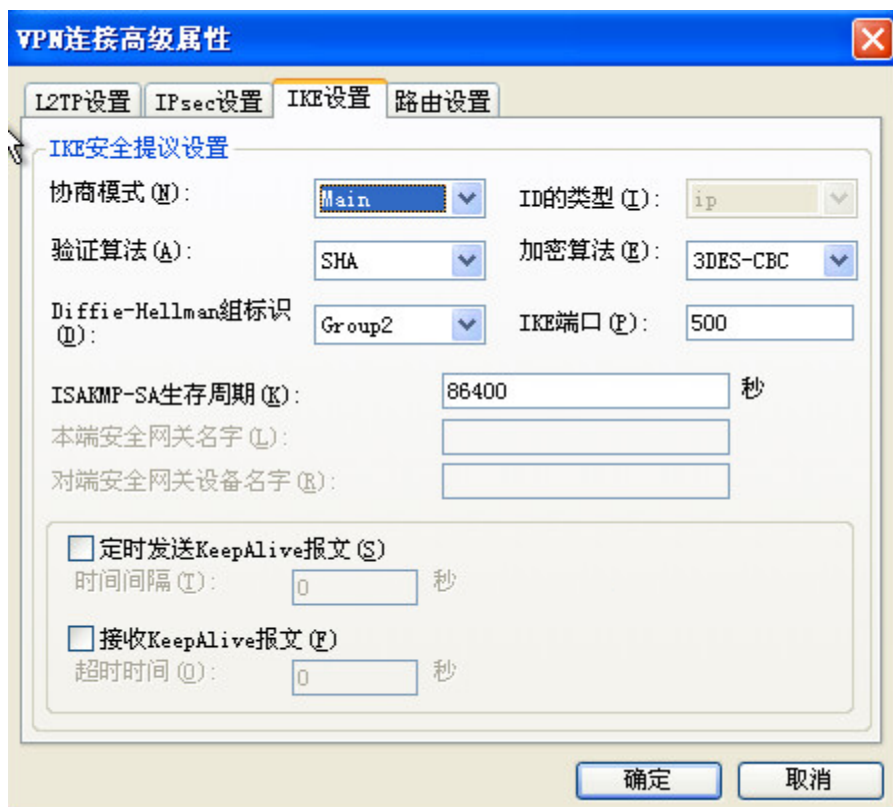 VPN连接高级属性
L2TP设置 IPsec设置 IKE设置 路由设置
IKE安全提议设置
协商模式(N): Main ID的类型(I): ip
验证算法(A): SHA 加密算法(E): 3DES-CBC
Diffie-Hellman组标识
(D): Group2 IKE端口(P): 500
ISAKMP-SA生存周期(K): 86400 秒
本端安全网关名字(L):
对端安全网关设备名字(R):
定时发送KeepAlive报文(S)
时间间隔(T): 0 秒
接收KeepAlive报文(F)
超时时间(O): 0 秒
确定 取消